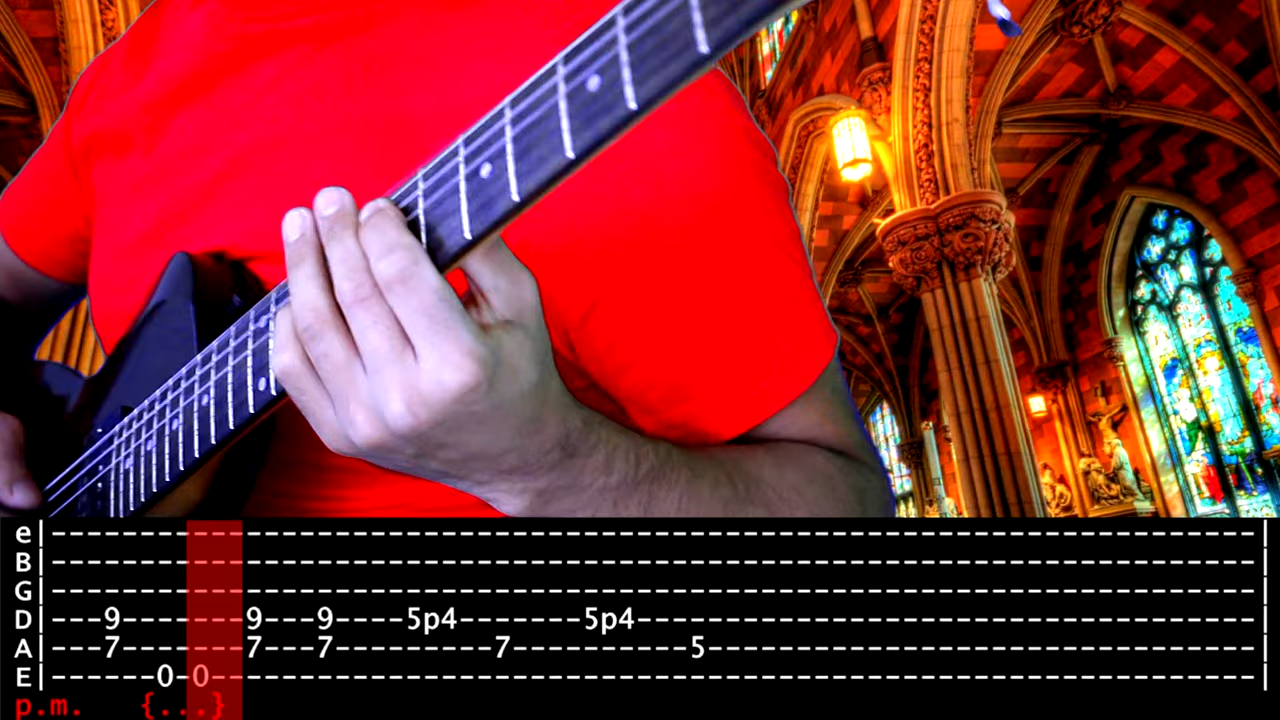 e|--------------------------------------------------------------------|
B|--------------------------------------------------------------------|
G|--------------------------------------------------------------------|
D|---9-------9---9----5p4-------5p4-----------------------------------|
A|---7-------7---7---------7----------5-------------------------------|
E|------0-0-----------------------------------------------------------|
p.m. {...}